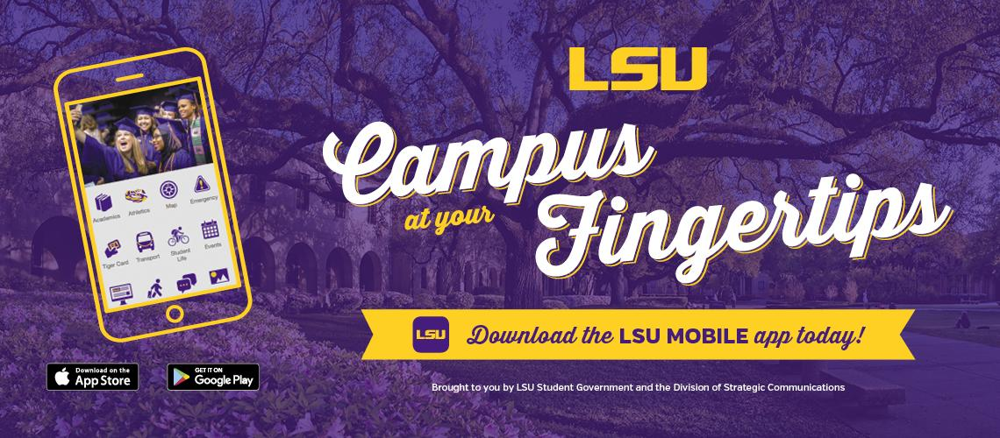 LSU
Campus
at your
Fingertips
Academics
Athletics
Map
Emergency
Tiger Card
Transport
Student
Life
Events
LSU
Download the LSU MOBILE app today!
Download on the
App Store
GET IT ON
Google Play
Brought to you by LSU Student Government and the Division of Strategic Communications